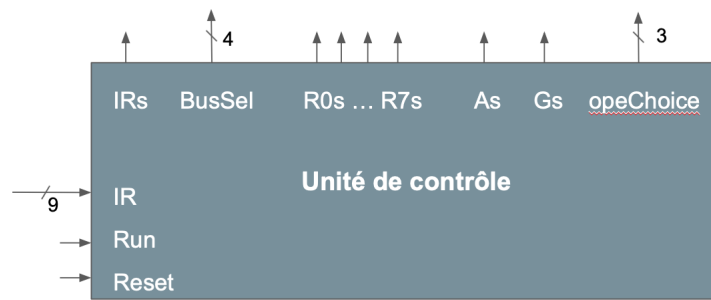 4 3
IRs BusSel R0s ... R7s As Gs opeChoice
Unité de contrôle
9 IR
Run
Reset